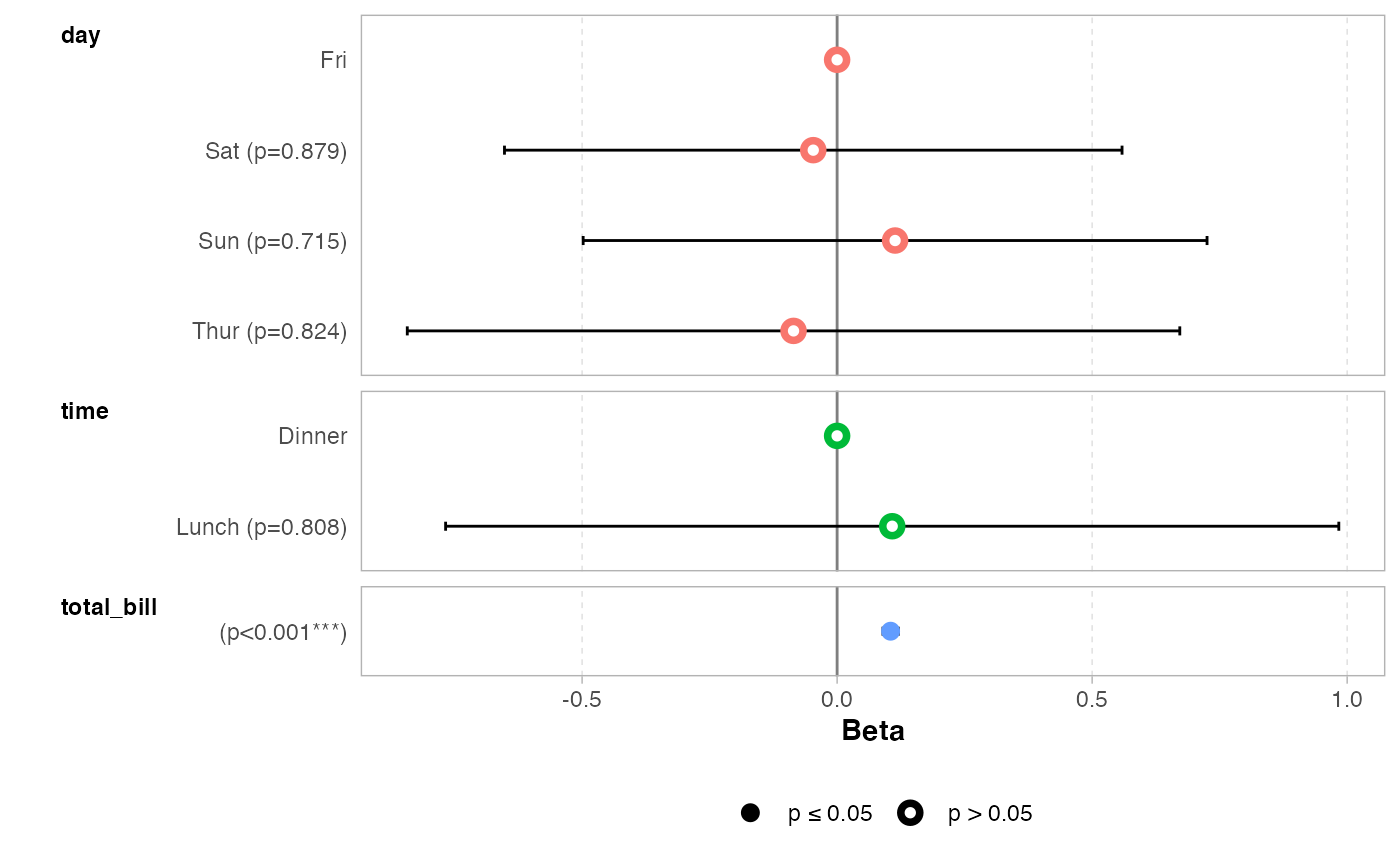 day
Fri
Sat (p=0.879)
Sun (p=0.715)
Thur (p=0.824)
time
Dinner
Lunch (p=0.808)
total_bill
(p<0.001***)
-0.5 0.0 0.5 1.0
Beta
p ≤ 0.05 p > 0.05